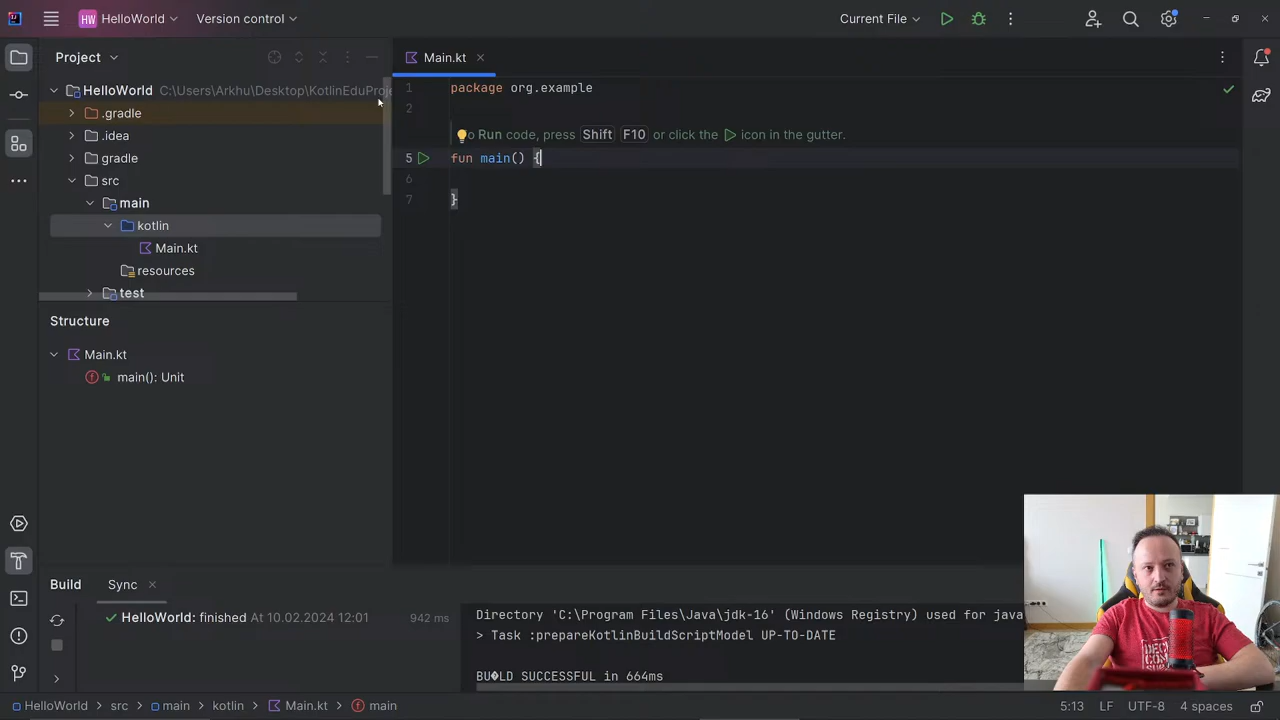 HW HelloWorld Version control Current File
Project
HelloWorld C:\Users\Arkhu\Desktop\KotlinEduProje
.gradle
.idea
gradle
src
main
kotlin
Main.kt
resources
test
Structure
Main.kt
main(): Unit
Main.kt
1 package org.example
2
o Run code, press Shift F10 or click the icon in the gutter.
5 fun main() {
6
7 }
Build Sync
HelloWorld: finished At 10.02.2024 12:01 942 ms
Directory 'C:\Program Files\Java\jdk-16' (Windows Registry) used for java
> Task :prepareKotlinBuildScriptModel UP-TO-DATE
BU�LD SUCCESSFUL in 664ms
HelloWorld > src > main > kotlin > Main.kt > main 5:13 LF UTF-8 4 spaces